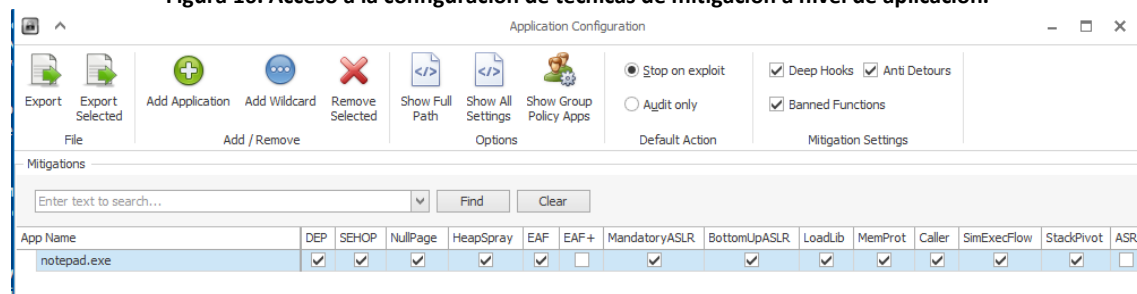 Figura 10. Acceso a la configuración de técnicas de mitigación a nivel de aplicación.
Application Configuration
Export
Export Selected
Add Application
Add Wildcard
Remove Selected
Show Full Path
Show All Settings
Show Group Policy Apps
Stop on exploit
Audit only
Deep Hooks
Anti Detours
Banned Functions
File
Add / Remove
Options
Default Action
Mitigation Settings
Mitigations
Enter text to search...
Find
Clear
App Name DEP SEHOP NullPage HeapSpray EAF EAF+ MandatoryASLR BottomUpASLR LoadLib MemProt Caller SimExecFlow StackPivot ASR
notepad.exe